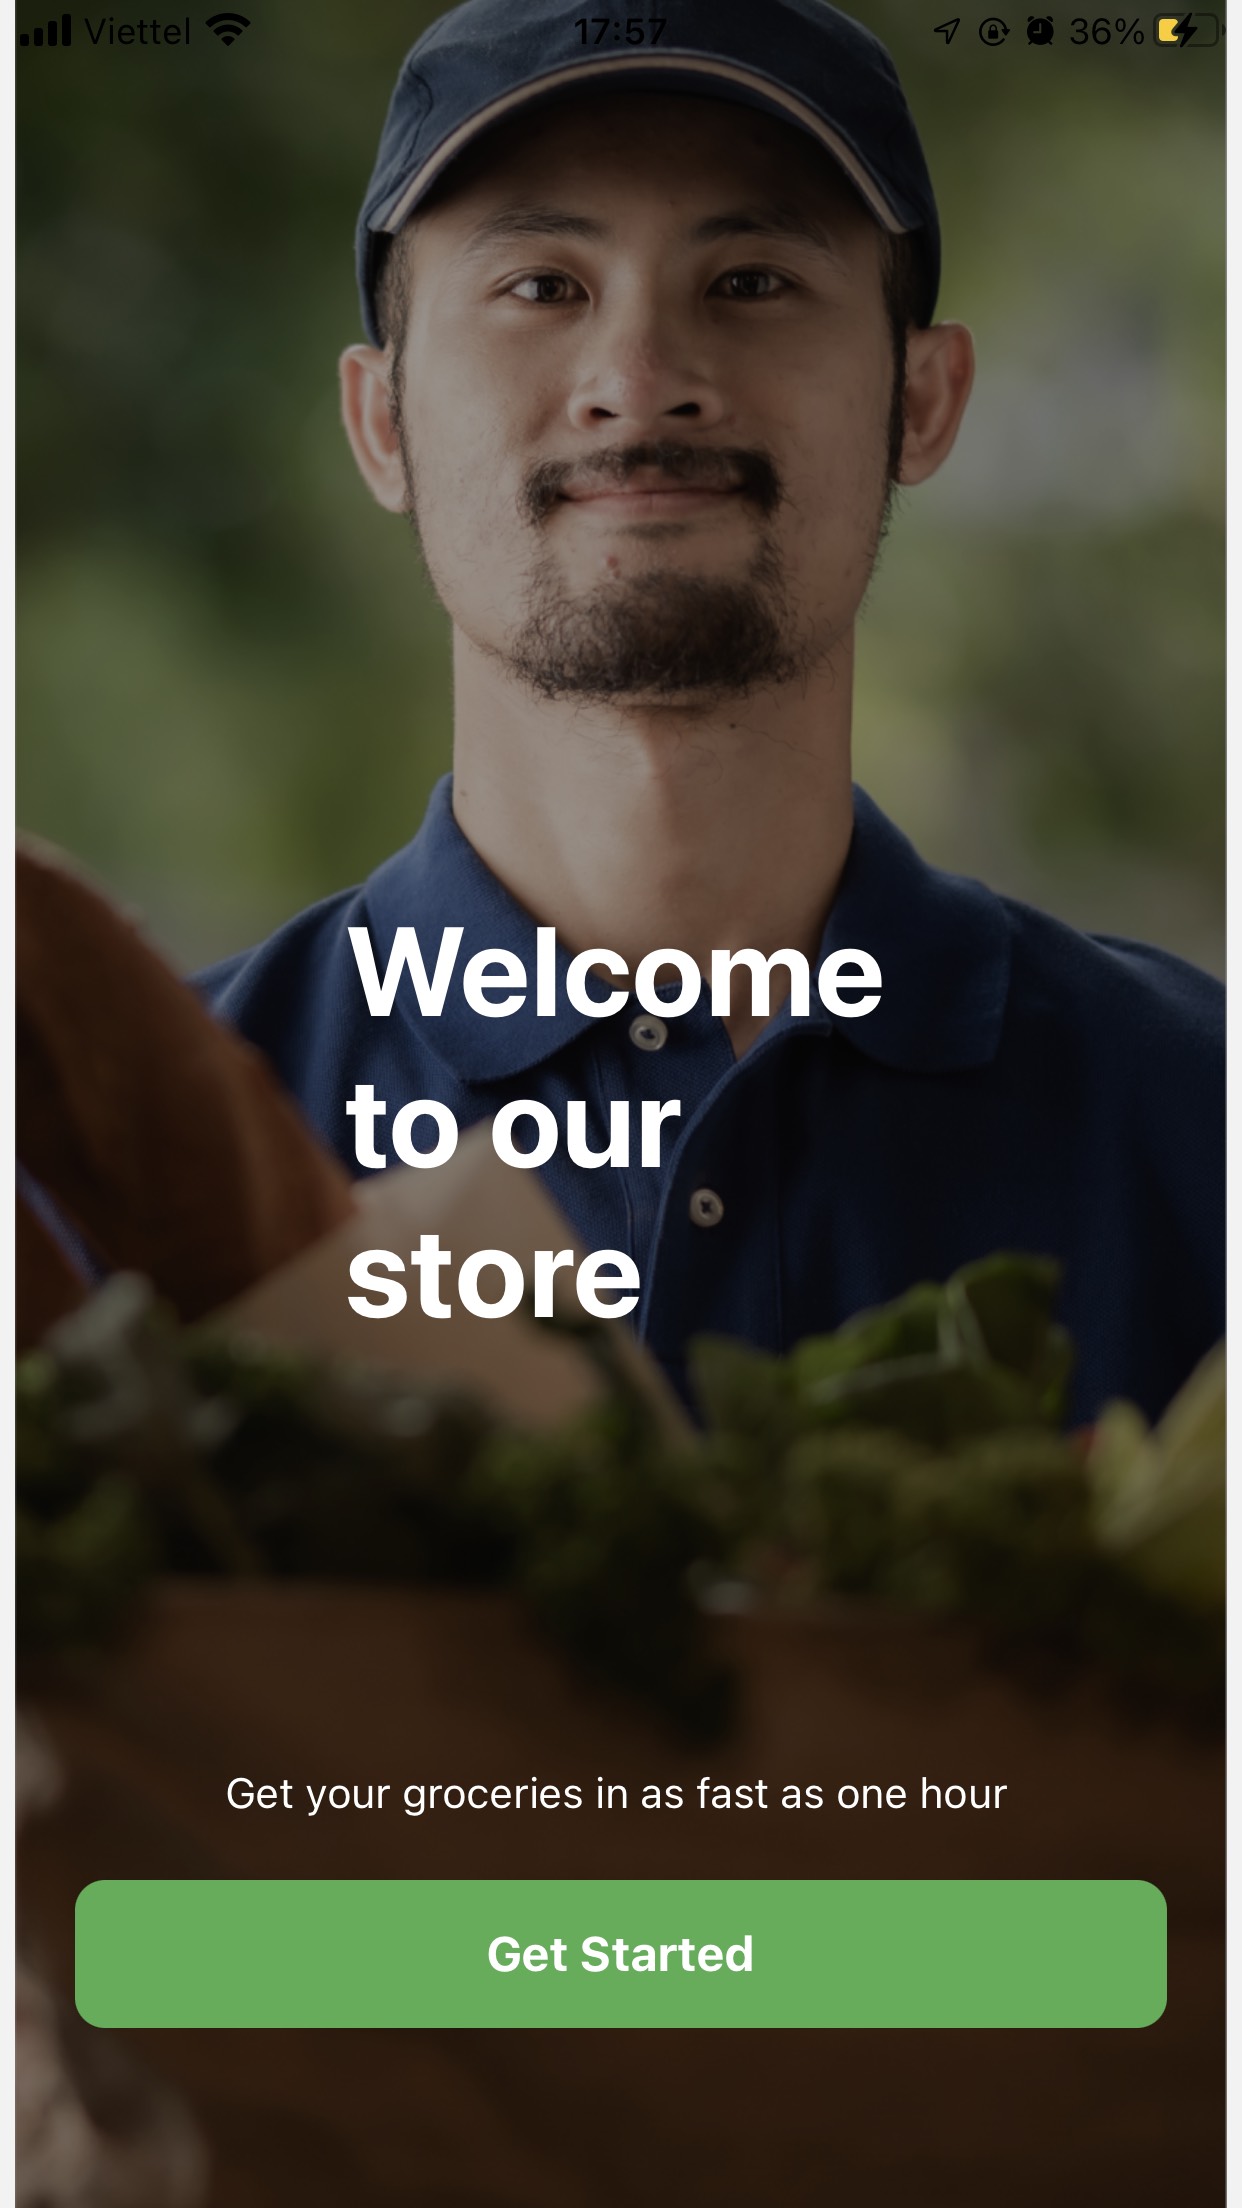 Viettel 17:57 36%
Welcome
to our
store
Get your groceries in as fast as one hour
Get Started